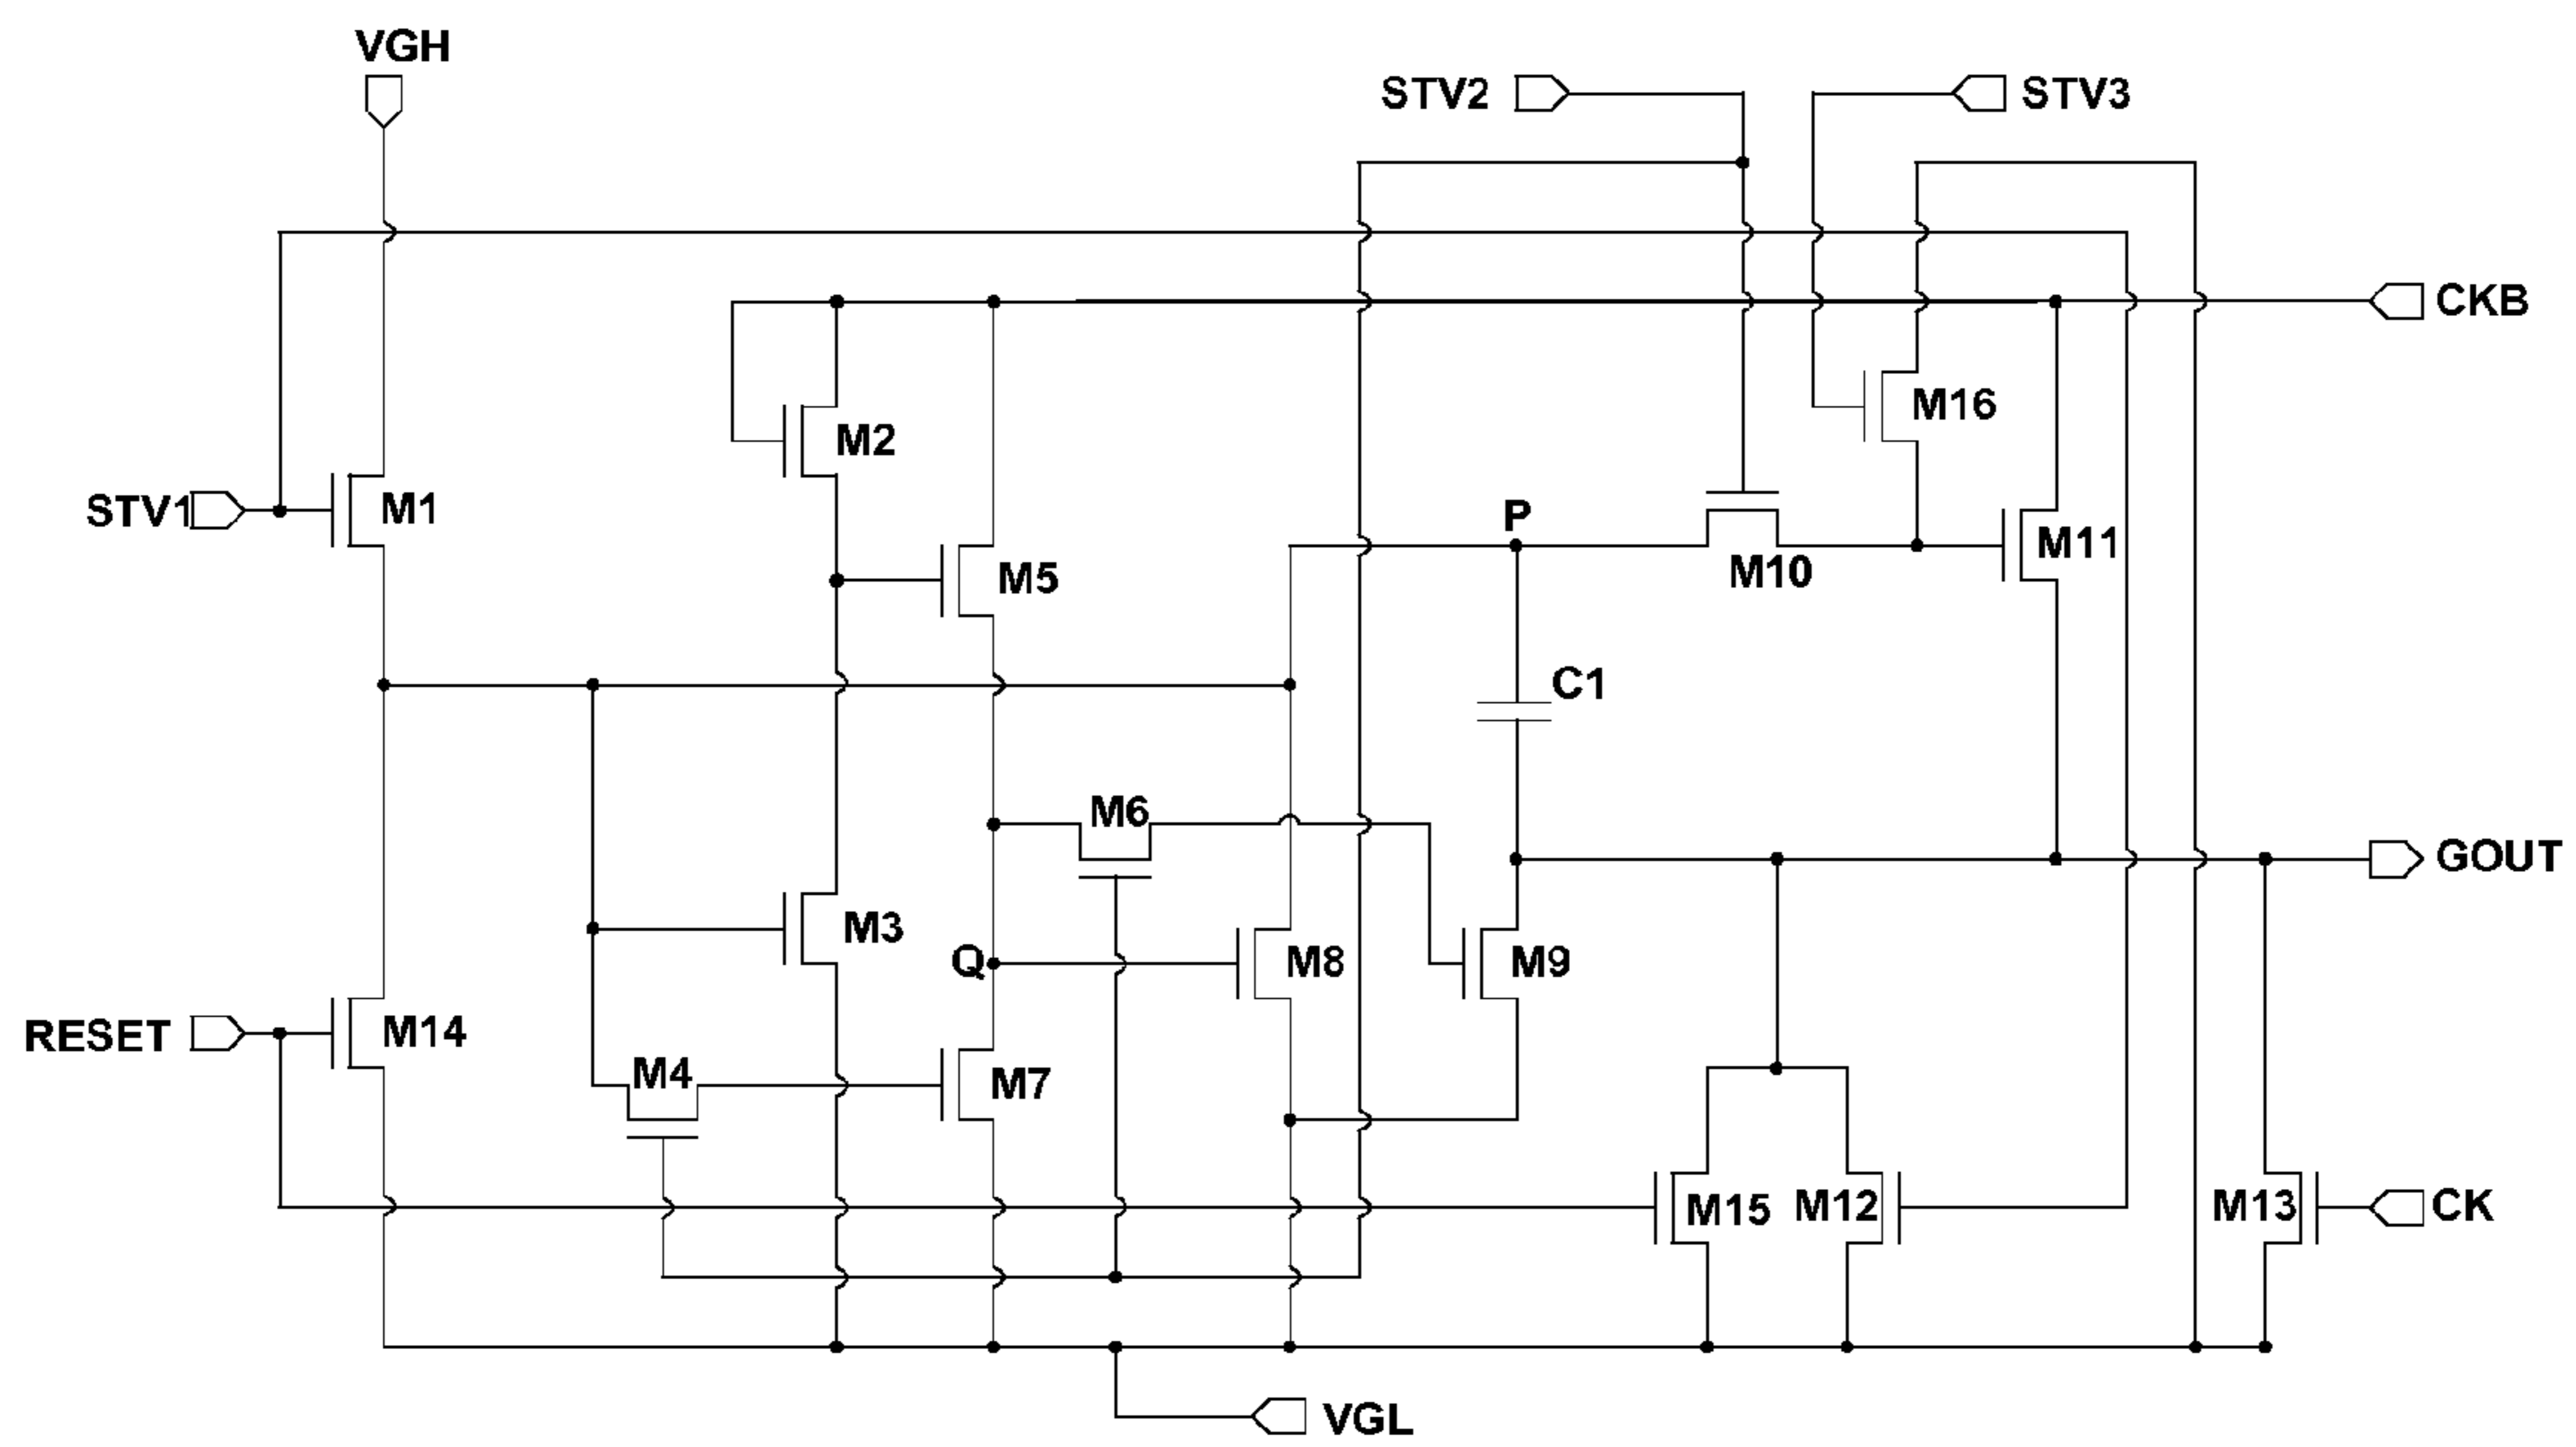 VGH
STV2
STV3
CKB
M16
M2
STV1
M1
P
M11
M10
M5
C1
M6
GOUT
M3
Q
M8
M9
RESET
M14
M4
M7
M15
M12
M13
CK
VGL